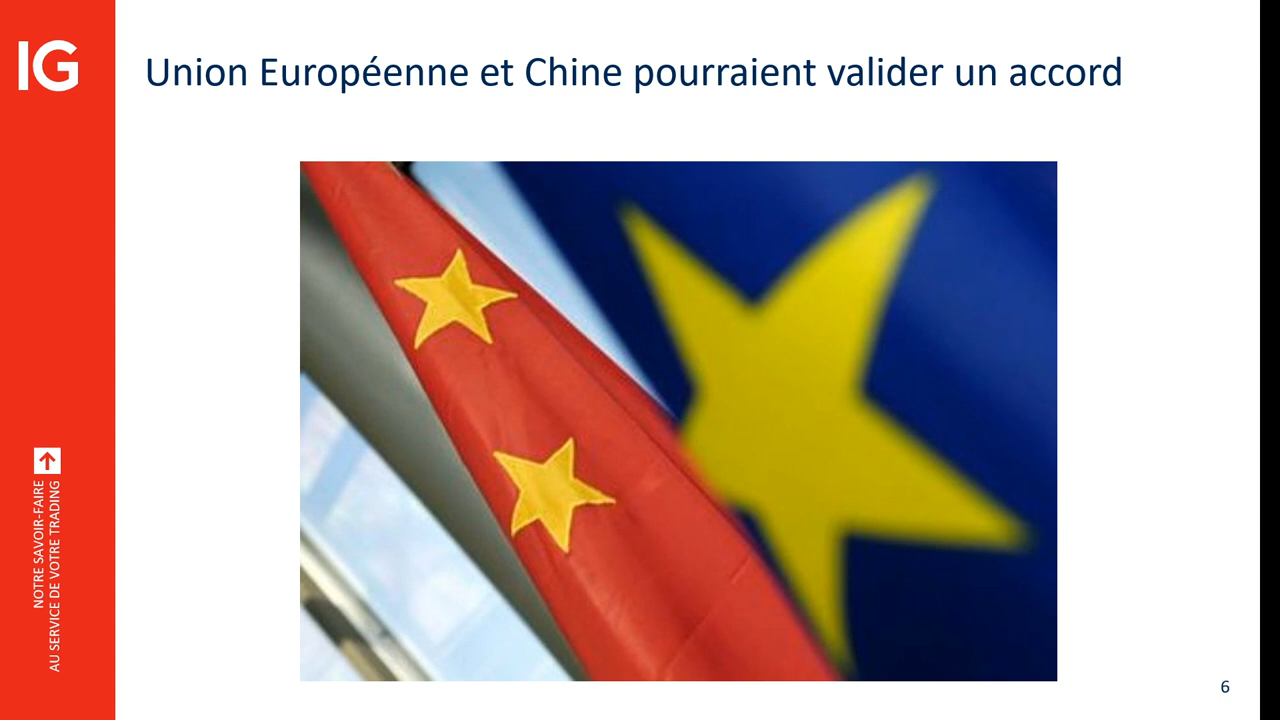 IG
Union Européenne et Chine pourraient valider un accord
NOTRE SAVOIR-FAIRE
AU SERVICE DE VOTRE TRADING
6